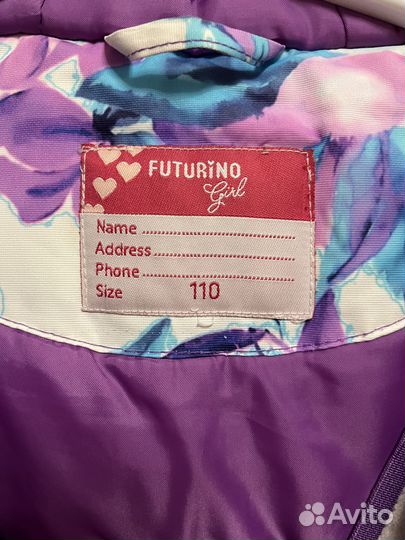 FUTURINO
Girl
Name
Address
Phone
Size 110
Avito